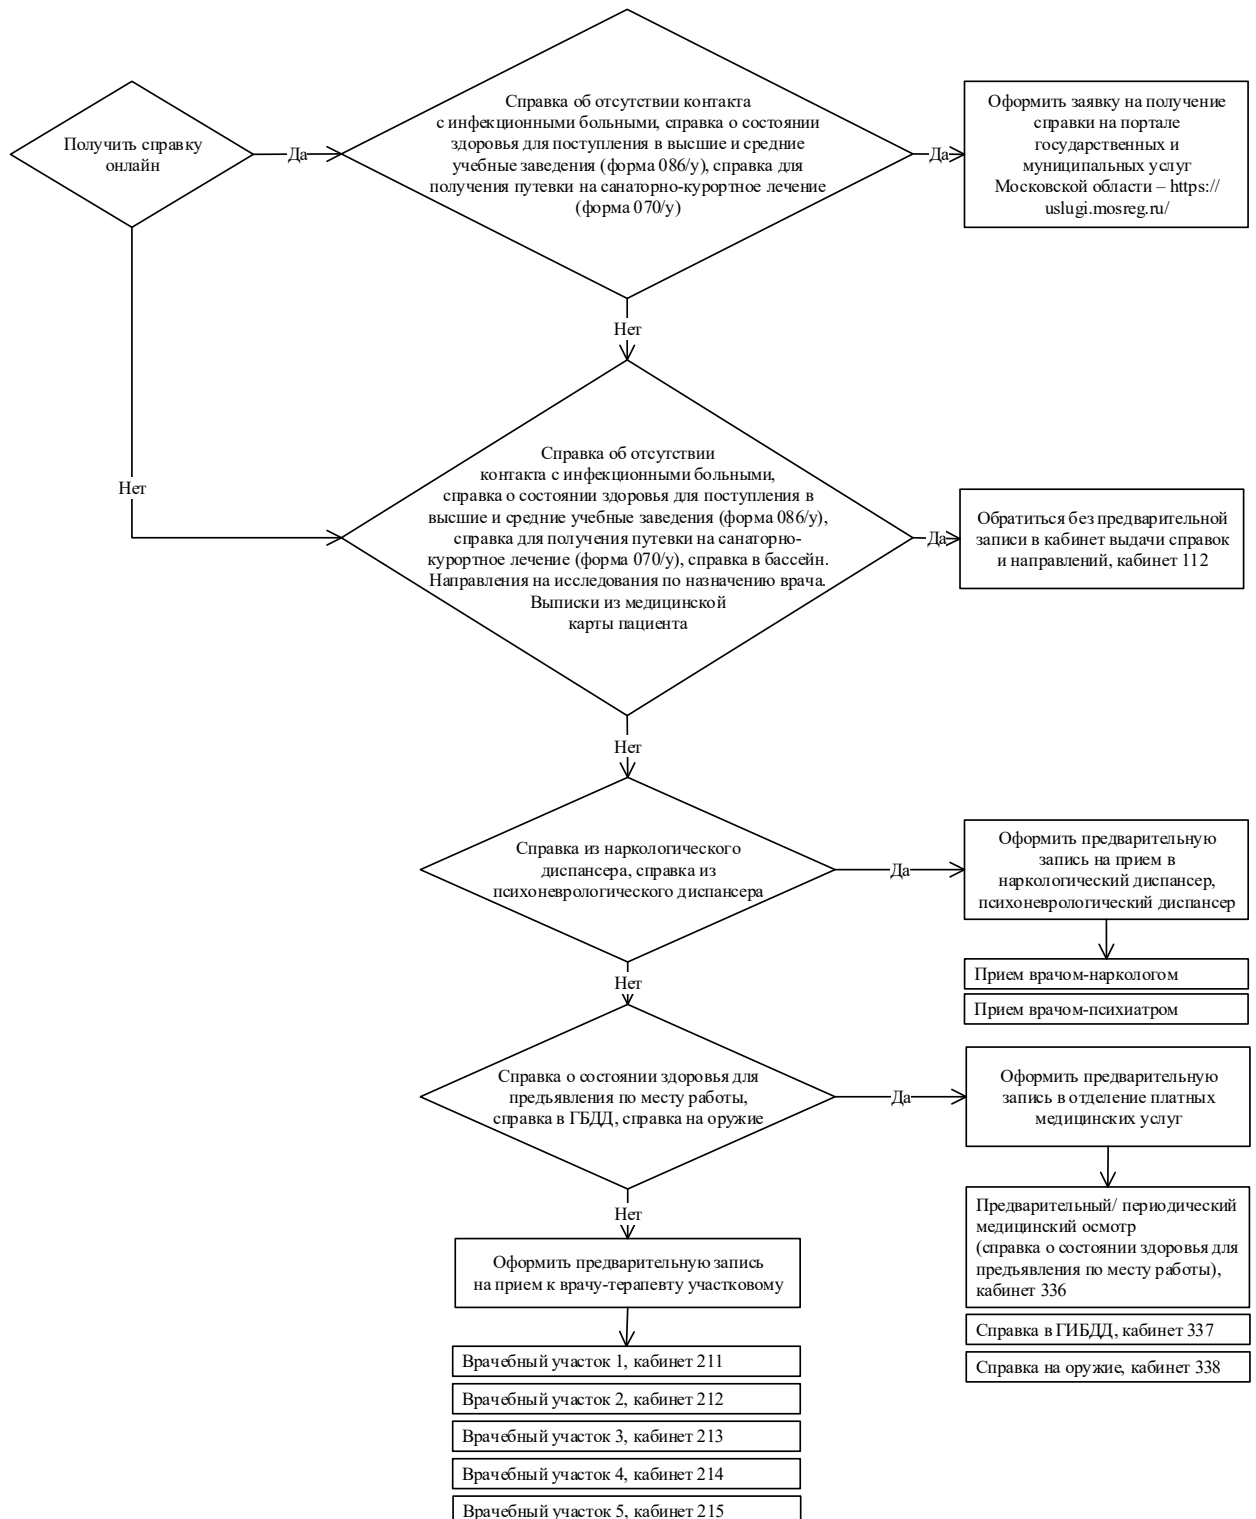 Получить справку
онлайн
Да
Справка об отсутствии контакта
с инфекционными больными, справка о состоянии
здоровья для поступления в высшие и средние
учебные заведения (форма 086/у), справка для
получения путевки на санаторно-курортное лечение
(форма 070/у)
Да
Оформить заявку на получение
справки на портале
государственных и
муниципальных услуг
Московской области – https://
uslugi.mosreg.ru/
Нет
Нет
Справка об отсутствии
контакта с инфекционными больными,
справка о состоянии здоровья для поступления в
высшие и средние учебные заведения (форма 086/у),
справка для получения путевки на санаторно-
курортное лечение (форма 070/у), справка в бассейн.
Направления на исследования по назначению врача.
Выписки из медицинской
карты пациента
Да
Обратиться без предварительной
записи в кабинет выдачи справок
и направлений, кабинет 112
Нет
Справка из наркологического
диспансера, справка из
психоневрологического диспансера
Да
Оформить предварительную
запись на прием в
наркологический диспансер,
психоневрологический диспансер
Прием врачом-наркологом
Прием врачом-психиатром
Нет
Справка о состоянии здоровья для
предъявления по месту работы,
справка в ГБДД, справка на оружие
Да
Оформить предварительную
запись в отделение платных
медицинских услуг
Предварительный/ периодический
медицинский осмотр
(справка о состоянии здоровья для
предъявления по месту работы),
кабинет 336
Справка в ГИБДД, кабинет 337
Справка на оружие, кабинет 338
Нет
Оформить предварительную запись
на прием к врачу-терапевту участковому
Врачебный участок 1, кабинет 211
Врачебный участок 2, кабинет 212
Врачебный участок 3, кабинет 213
Врачебный участок 4, кабинет 214
Врачебный участок 5, кабинет 215